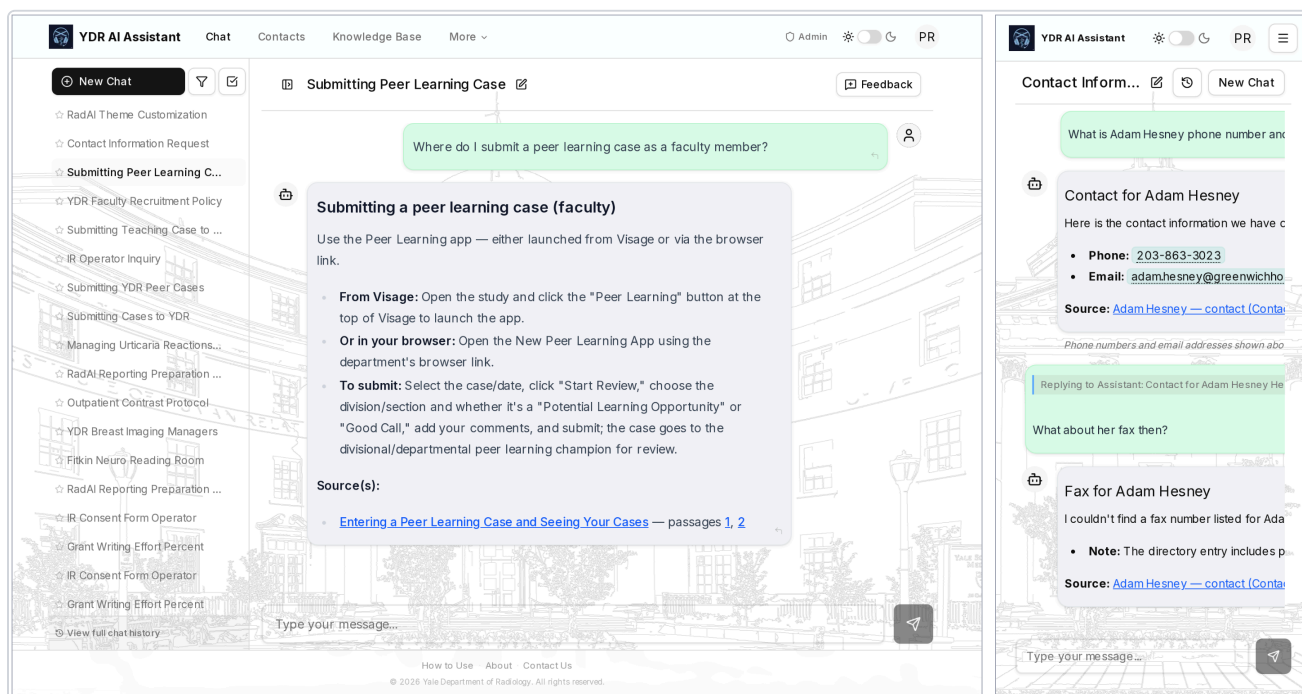 YDR AI Assistant
Chat
Contacts
Knowledge Base
More
Admin
PR
New Chat
RadAI Theme Customization
Contact Information Request
Submitting Peer Learning C...
YDR Faculty Recruitment Policy
Submitting Teaching Case to ...
IR Operator Inquiry
Submitting YDR Peer Cases
Submitting Cases to YDR
Managing Urticaria Reactions...
RadAI Reporting Preparation ...
Outpatient Contrast Protocol
YDR Breast Imaging Managers
Fitkin Neuro Reading Room
RadAI Reporting Preparation ...
IR Consent Form Operator
Grant Writing Effort Percent
IR Consent Form Operator
Grant Writing Effort Percent
View full chat history
Submitting Peer Learning Case
Feedback
Where do I submit a peer learning case as a faculty member?
Submitting a peer learning case (faculty)
Use the Peer Learning app — either launched from Visage or via the browser
link.
From Visage: Open the study and click the "Peer Learning" button at the
top of Visage to launch the app.
Or in your browser: Open the New Peer Learning App using the
department's browser link.
To submit: Select the case/date, click "Start Review," choose the
division/section and whether it's a "Potential Learning Opportunity" or
"Good Call," add your comments, and submit; the case goes to the
divisional/departmental peer learning champion for review.
Source(s):
Entering a Peer Learning Case and Seeing Your Cases — passages 1, 2
Type your message...
How to Use · About · Contact Us
© 2026 Yale Department of Radiology. All rights reserved.
YDR AI Assistant
PR
Contact Inform...
New Chat
What is Adam Hesney phone number and
Contact for Adam Hesney
Here is the contact information we have
Phone: 203-863-3023
Email: adam.hesney@greenwichho
Source: Adam Hesney — contact (Conta
Phone numbers and email addresses shown abo
Replying to Assistant: Contact for Adam Hesney He
What about her fax then?
Fax for Adam Hesney
I couldn't find a fax number listed for Ada
Note: The directory entry includes p
Source: Adam Hesney — contact (Conta
Type your message...